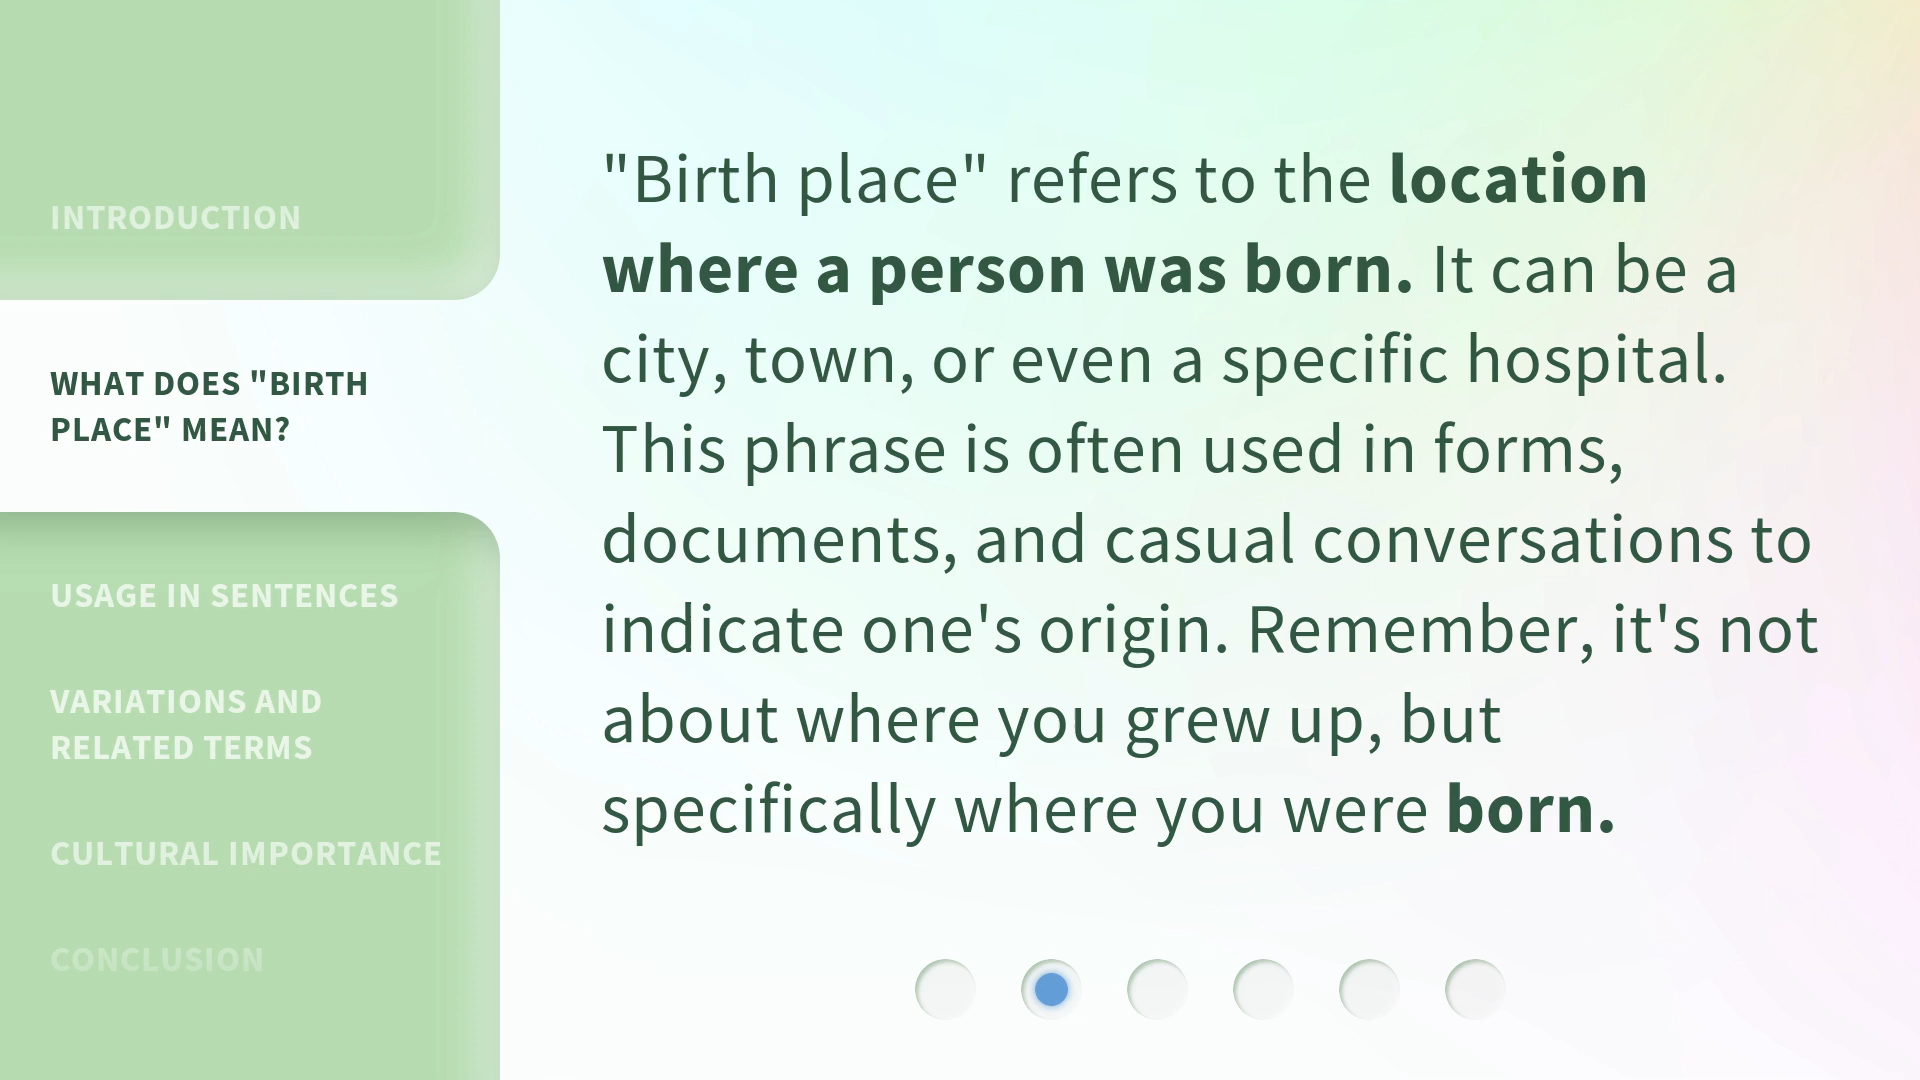 INTRODUCTION
WHAT DOES "BIRTH
PLACE" MEAN?
USAGE IN SENTENCES
VARIATIONS AND
RELATED TERMS
CULTURAL IMPORTANCE
CONCLUSION
"Birth place" refers to the location
where a person was born. It can be a
city, town, or even a specific hospital.
This phrase is often used in forms,
documents, and casual conversations to
indicate one's origin. Remember, it's not
about where you grew up, but
specifically where you were born.